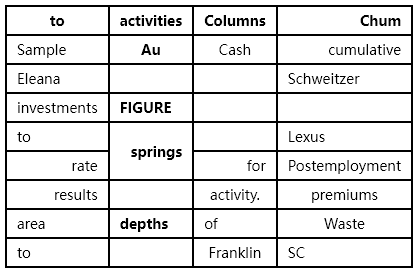 to activities Columns Chum
Sample Au Cash cumulative
Eleana Schweitzer
investments FIGURE
to springs Lexus
rate for Postemployment
results activity. premiums
area depths of Waste
to Franklin SC